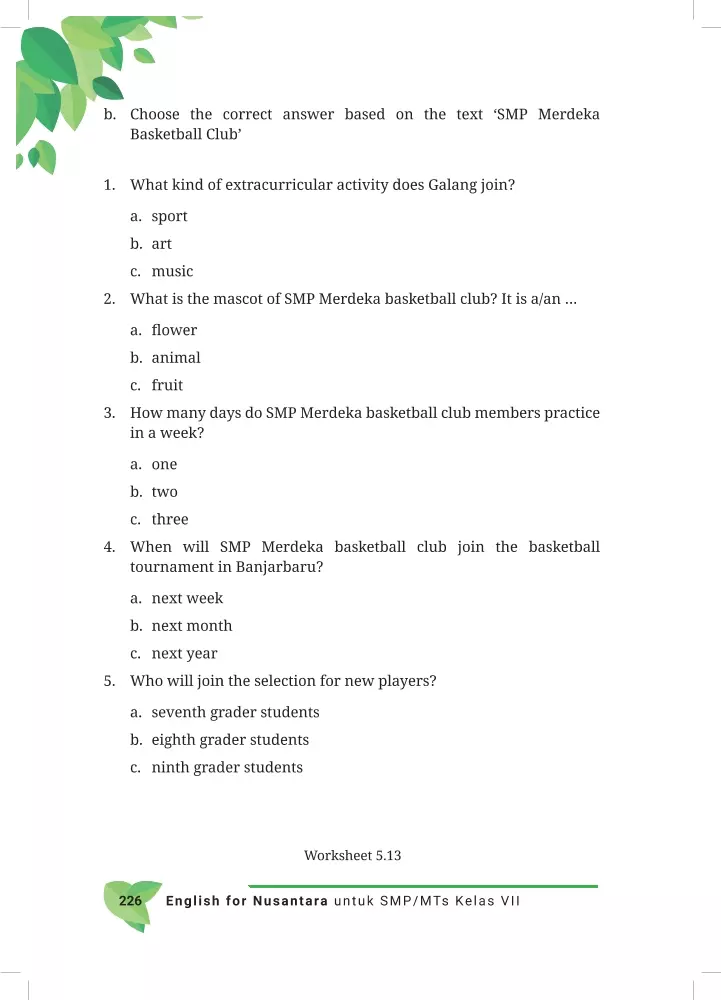 b. Choose the correct answer based on the text ‘SMP Merdeka
Basketball Club’
1. What kind of extracurricular activity does Galang join?
a. sport
b. art
c. music
2. What is the mascot of SMP Merdeka basketball club? It is a/an ...
a. flower
b. animal
c. fruit
3. How many days do SMP Merdeka basketball club members practice
in a week?
a. one
b. two
c. three
4. When will SMP Merdeka basketball club join the basketball
tournament in Banjarbaru?
a. next week
b. next month
c. next year
5. Who will join the selection for new players?
a. seventh grader students
b. eighth grader students
c. ninth grader students
Worksheet 5.13
226 English for Nusantara untuk SMP/MTs Kelas VII